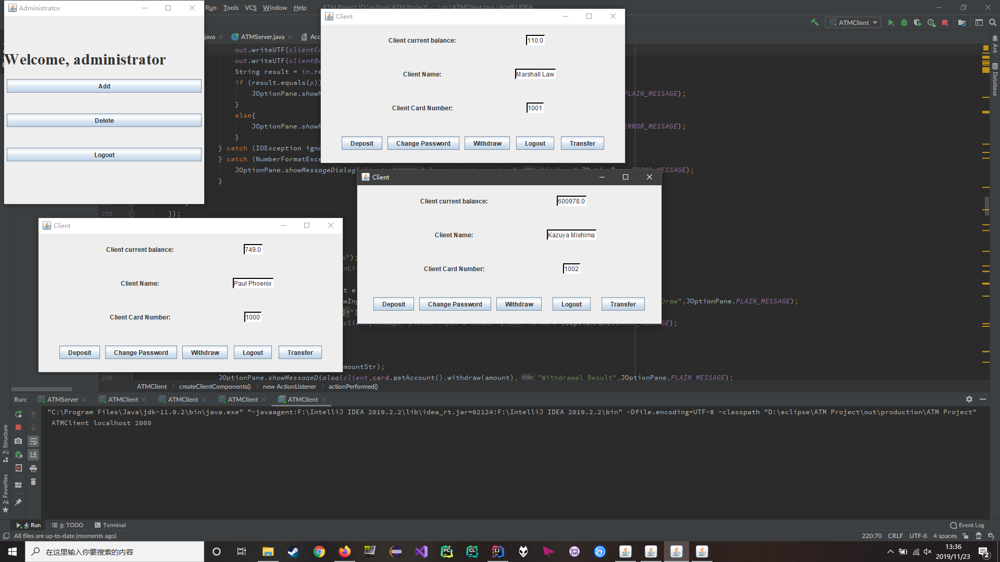 Administrator
Welcome, administrator
Add
Delete
Logout
Run Tools VCS Window Help
ATM Project [D:\eclipse\ATM Project] - ...\src\ATMClient.java - IntelliJ IDEA
ATMClient
java
ATMServer.java
Acc
Client
Client current balance: 110.0
Client Name: Marshall Law
Client Card Number: 1001
Deposit Change Password Withdraw Logout Transfer
out.writeUTF(clientCa
out.writeUTF(clientBa
String result = in.re
if (result.equals(p))
JOptionPane.showM PLAIN_MESSAGE);
}
else{
JOptionPane.showM ERROR_MESSAGE);
}
} catch (IOException igno
} catch (NumberFormatExce
JOptionPane.showMessageDialog( MESSAGE);
}
235 });
Client
Client current balance: 600978.0
Client Name: Kazuya Mishima
Client Card Number: 1002
Deposit Change Password Withdraw Logout Transfer
Client
Client current balance: 749.0
Client Name: Paul Phoenix
Client Card Number: 1000
Deposit Change Password Withdraw Logout Transfer
w");
nLi
t e
wInp Draw",JOptionPane.PLAIN_MESSAGE);
]+")
client, GE);
mountStr);
250 JOptionPane.showMessageDialog(client,card.getAccount().withdraw(amount), title: "Withdrawal Result",JOptionPane.PLAIN_MESSAGE);
ATMClient createClientComponents() new ActionListener actionPerformed()
Run: ATMServer ATMClient ATMClient ATMClient ATMClient
"C:\Program Files\Java\jdk-11.0.2\bin\java.exe" "-javaagent:F:\IntelliJ IDEA 2019.2.2\lib\idea_rt.jar=62124:F:\IntelliJ IDEA 2019.2.2\bin" -Dfile.encoding=UTF-8 -classpath "D:\eclipse\ATM Project\out\production\ATM Project"
ATMClient localhost 2000
Ant
Database
Z: Structure
2: Favorites
4: Run 6: TODO Terminal
Event Log
All files are up-to-date (moments ago)
220:70 CRLF UTF-8 4 spaces
在这里输入你要搜索的内容
99
PC
CL
IJ
gog
com
13:36
2019/11/23
2